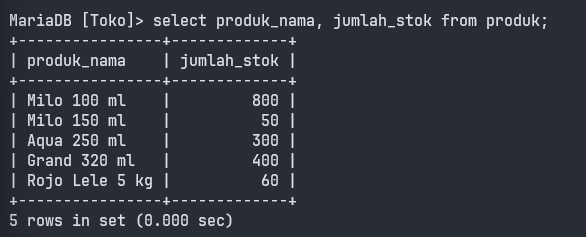 MariaDB [Toko]> select produk_nama, jumlah_stok from produk;
+----------------+-------------+
| produk_nama    | jumlah_stok |
+----------------+-------------+
| Milo 100 ml    |         800 |
| Milo 150 ml    |          50 |
| Aqua 250 ml    |         300 |
| Grand 320 ml   |         400 |
| Rojo Lele 5 kg |          60 |
+----------------+-------------+
5 rows in set (0.000 sec)